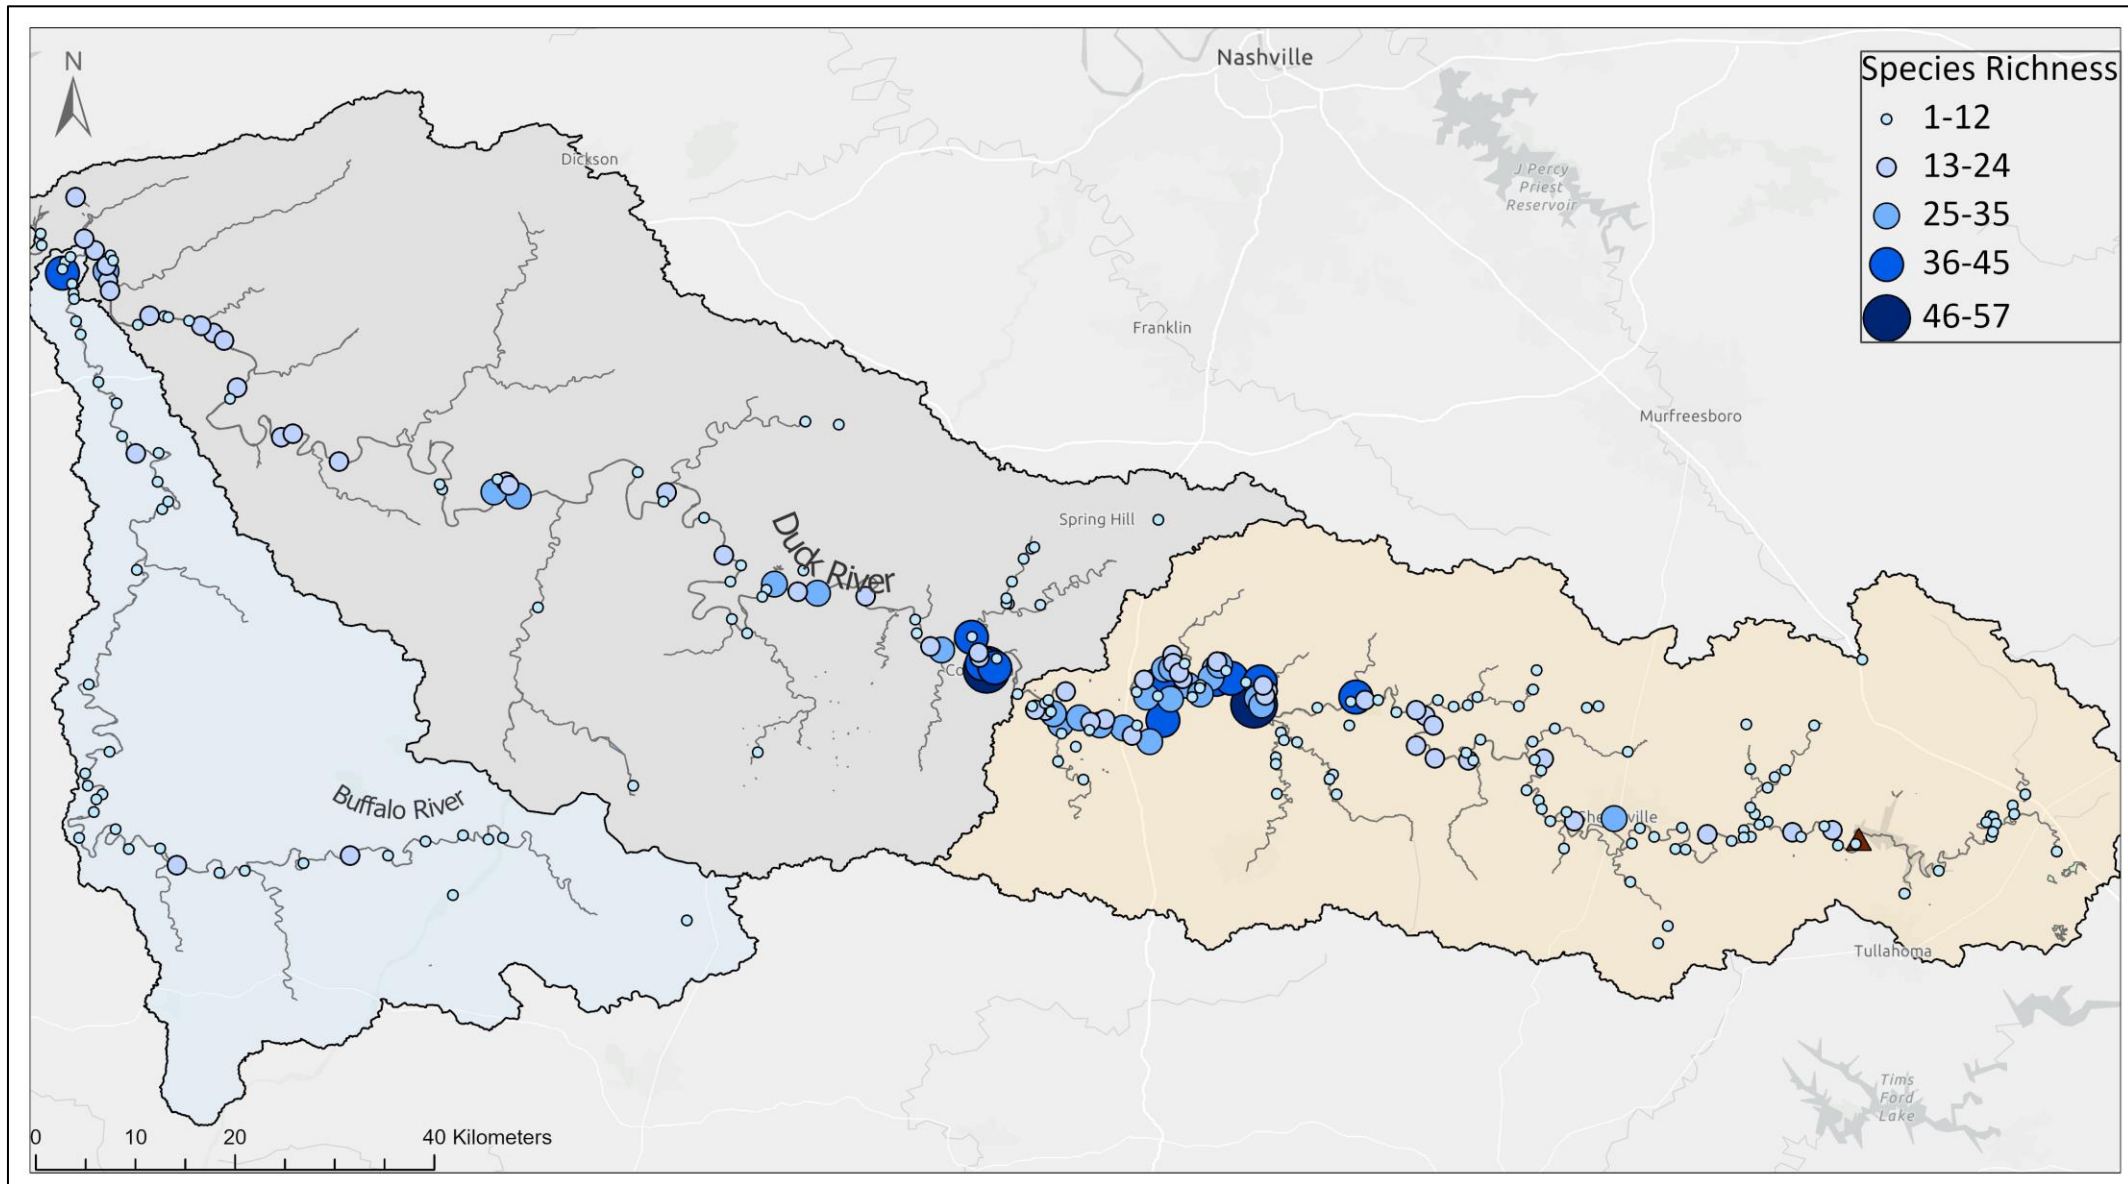 Nashville
Species Richness
1-12
13-24
25-35
36-45
46-57
N
Dickson
J Percy
Priest
Reservoir
Franklin
Murfreesboro
Spring Hill
Duck River
Buffalo River
Tullahoma
Tims
Ford
Lake
0
10
20
40 Kilometers